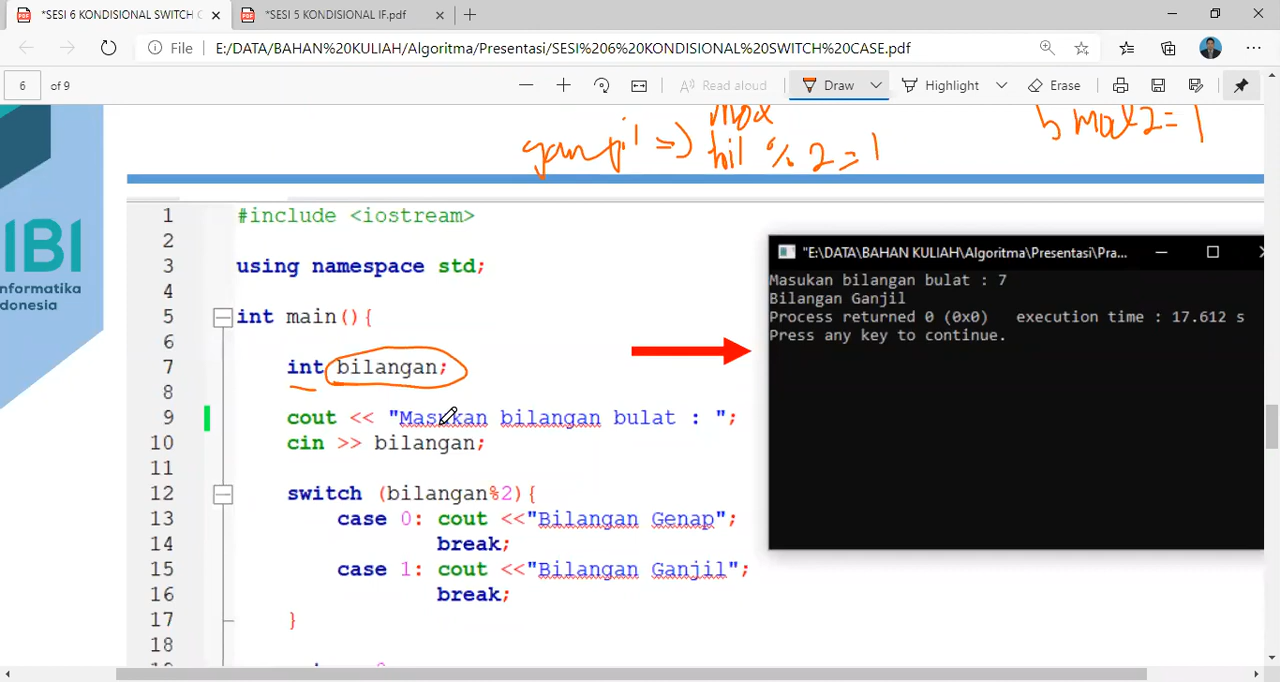 *SESI 6 KONDISIONAL SWITCH C
*SESI 5 KONDISIONAL IF.pdf
File E:/DATA/BAHAN%20KULIAH/Algoritma/Presentasi/SESI%206%20KONDISIONAL%20SWITCH%20CASE.pdf
6 of 9 Read aloud Draw Highlight Erase
mod
ganjil => bil % 2 = 1
b mod 2 = 1
IBI
nformatika
donesia
1 #include <iostream>
2
3 using namespace std;
4
5 int main(){
6
7 int bilangan;
8
9 cout << "Masukan bilangan bulat : ";
10 cin >> bilangan;
11
12 switch (bilangan%2){
13 case 0: cout <<"Bilangan Genap";
14 break;
15 case 1: cout <<"Bilangan Ganjil";
16 break;
17 }
18
"E:\DATA\BAHAN KULIAH\Algoritma\Presentasi\Pra...
Masukan bilangan bulat : 7
Bilangan Ganjil
Process returned 0 (0x0) execution time : 17.612 s
Press any key to continue.